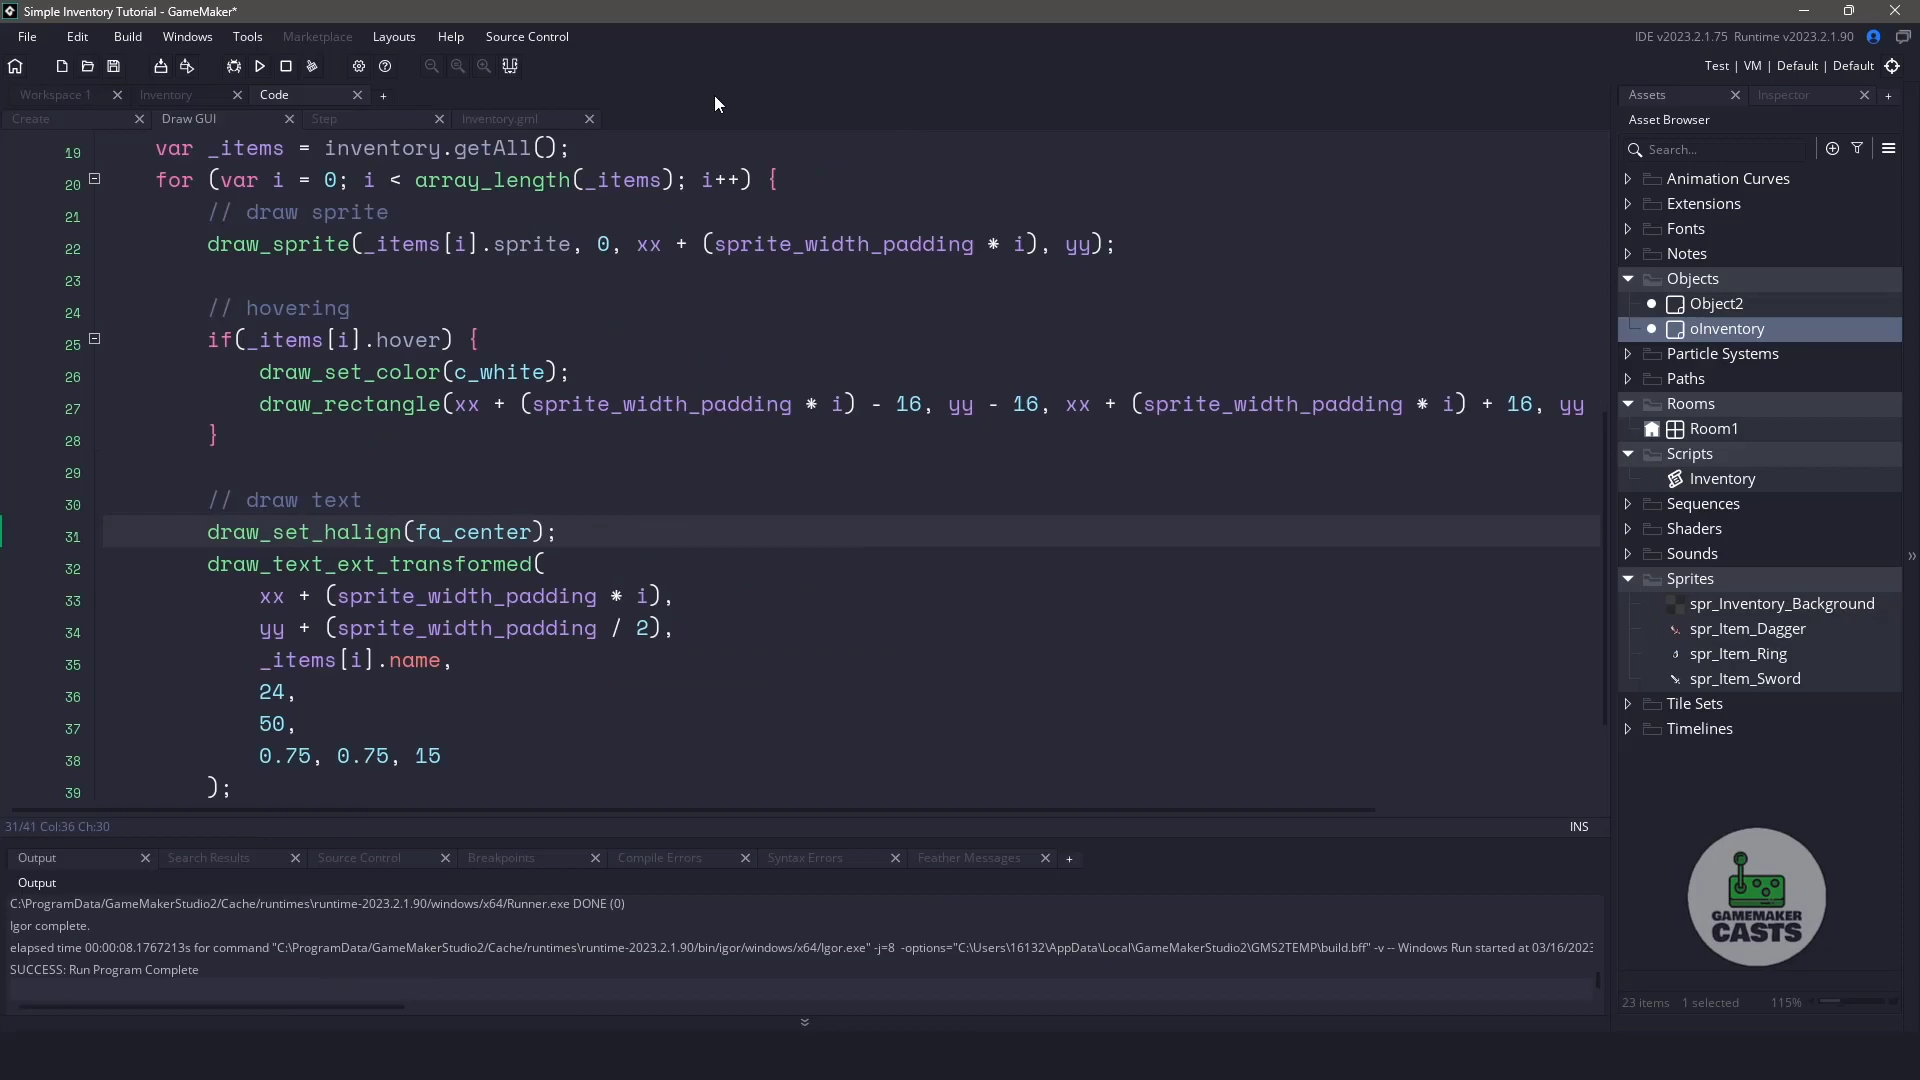 Simple Inventory Tutorial - GameMaker*
File Edit Build Windows Tools Marketplace Layouts Help Source Control
IDE v2023.2.1.75 Runtime v2023.2.1.90
Test | VM | Default | Default
Workspace 1 Inventory Code +
Create Draw GUI Step Inventory.gml
19 var _items = inventory.getAll();
20 for (var i = 0; i < array_length(_items); i++) {
21 // draw sprite
22 draw_sprite(_items[i].sprite, 0, xx + (sprite_width_padding * i), yy);
23
24 // hovering
25 if(_items[i].hover) {
26 draw_set_color(c_white);
27 draw_rectangle(xx + (sprite_width_padding * i) - 16, yy - 16, xx + (sprite_width_padding * i) + 16, yy
28 }
29
30 // draw text
31 draw_set_halign(fa_center);
32 draw_text_ext_transformed(
33 xx + (sprite_width_padding * i),
34 yy + (sprite_width_padding / 2),
35 _items[i].name,
36 24,
37 50,
38 0.75, 0.75, 15
39 );
31/41 Col:36 Ch:30
INS
Output Search Results Source Control Breakpoints Compile Errors Syntax Errors Feather Messages +
Output
C:\ProgramData/GameMakerStudio2/Cache/runtimes\runtime-2023.2.1.90/windows/x64/Runner.exe DONE (0)
Igor complete.
elapsed time 00:00:08.1767213s for command "C:\ProgramData/GameMakerStudio2/Cache/runtimes\runtime-2023.2.1.90/bin/igor/windows/x64/Igor.exe" -j=8 -options="C:\Users\16132\AppData\Local\GameMakerStudio2\GMS2TEMP\build.bff" -v -- Windows Run started at 03/16/2023
SUCCESS: Run Program Complete
Assets Inspector +
Asset Browser
Search...
Animation Curves
Extensions
Fonts
Notes
Objects
Object2
oInventory
Particle Systems
Paths
Rooms
Room1
Scripts
Inventory
Sequences
Shaders
Sounds
Sprites
spr_Inventory_Background
spr_Item_Dagger
spr_Item_Ring
spr_Item_Sword
Tile Sets
Timelines
GAMEMAKER
CASTS
23 items 1 selected 115%